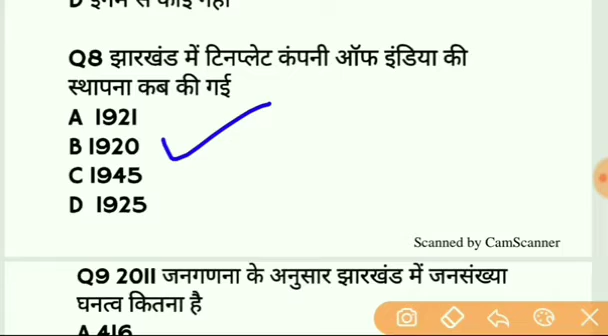 Q8 झारखंड में टिनप्लेट कंपनी ऑफ इंडिया की
स्थापना कब की गई
A 1921
B 1920
C 1945
D 1925
Scanned by CamScanner
Q9 2011 जनगणना के अनुसार झारखंड में जनसंख्या
घनत्व कितना है
A 416